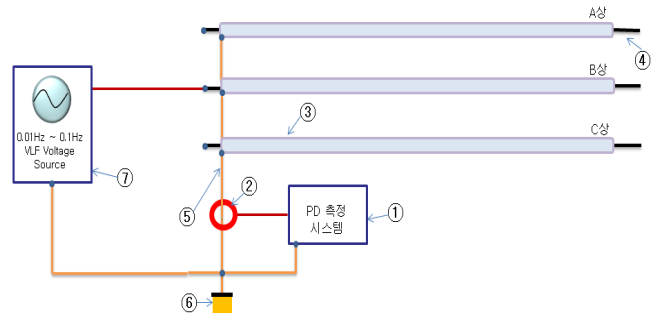 A상
④
B상
0.01Hz ~ 0.1Hz
VLF Voltage
Source
③
C상
⑦
②
⑤
PD 측정
시스템
①
⑥